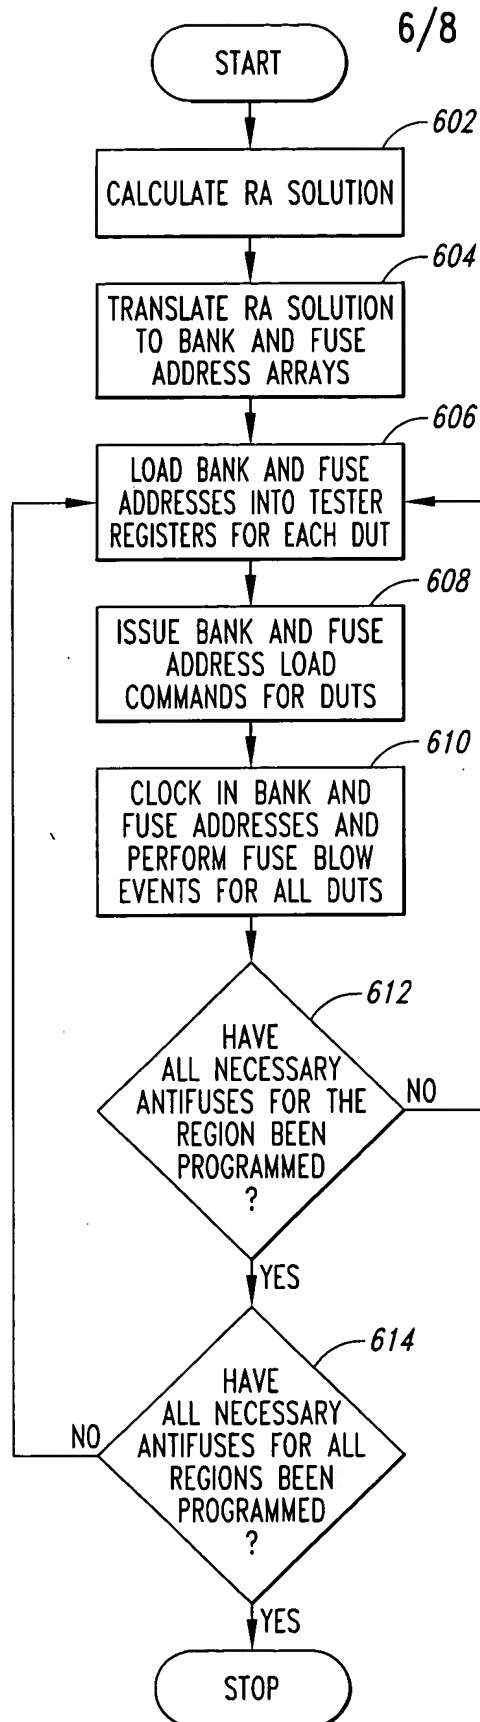 6/8
START
602
CALCULATE RA SOLUTION
604
TRANSLATE RA SOLUTION
TO BANK AND FUSE
ADDRESS ARRAYS
606
LOAD BANK AND FUSE
ADDRESSES INTO TESTER
REGISTERS FOR EACH DUT
608
ISSUE BANK AND FUSE
ADDRESS LOAD
COMMANDS FOR DUTS
610
CLOCK IN BANK AND
FUSE ADDRESSES AND
PERFORM FUSE BLOW
EVENTS FOR ALL DUTS
612
HAVE
ALL NECESSARY
ANTIFUSES FOR THE
REGION BEEN
PROGRAMMED
?
NO
YES
614
HAVE
ALL NECESSARY
ANTIFUSES FOR ALL
REGIONS BEEN
PROGRAMMED
?
NO
YES
STOP